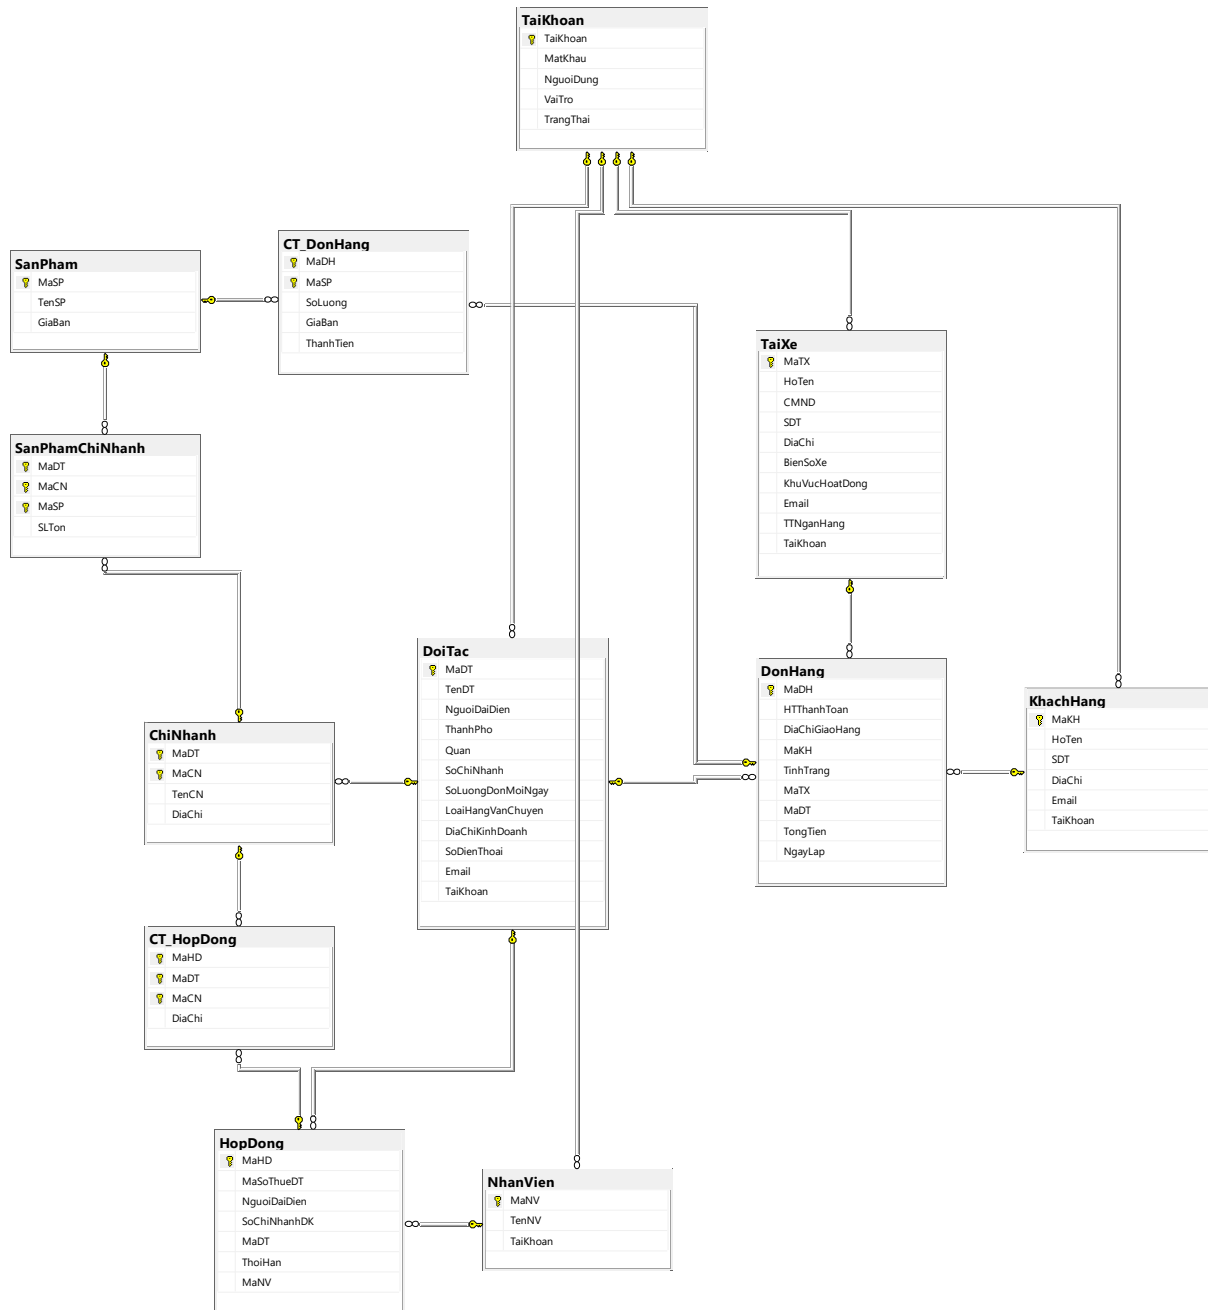 TaiKhoan
TaiKhoan
MatKhau
NguoiDung
VaiTro
TrangThai
CT_DonHang
MaDH
MaSP
SoLuong
GiaBan
ThanhTien
SanPham
MaSP
TenSP
GiaBan
TaiXe
MaTX
HoTen
CMND
SDT
DiaChi
BienSoXe
KhuVucHoatDong
Email
TTNganHang
TaiKhoan
SanPhamChiNhanh
MaDT
MaCN
MaSP
SLTon
DoiTac
MaDT
TenDT
NguoiDaiDien
ThanhPho
Quan
SoChiNhanh
SoLuongDonMoiNgay
LoaiHangVanChuyen
DiaChiKinhDoanh
SoDienThoai
Email
TaiKhoan
DonHang
MaDH
HTThanhToan
DiaChiGiaoHang
MaKH
TinhTrang
MaTX
MaDT
TongTien
NgayLap
KhachHang
MaKH
HoTen
SDT
DiaChi
Email
TaiKhoan
ChiNhanh
MaDT
MaCN
TenCN
DiaChi
CT_HopDong
MaHD
MaDT
MaCN
DiaChi
HopDong
MaHD
MaSoThueDT
NguoiDaiDien
SoChiNhanhDK
MaDT
ThoiHan
MaNV
NhanVien
MaNV
TenNV
TaiKhoan